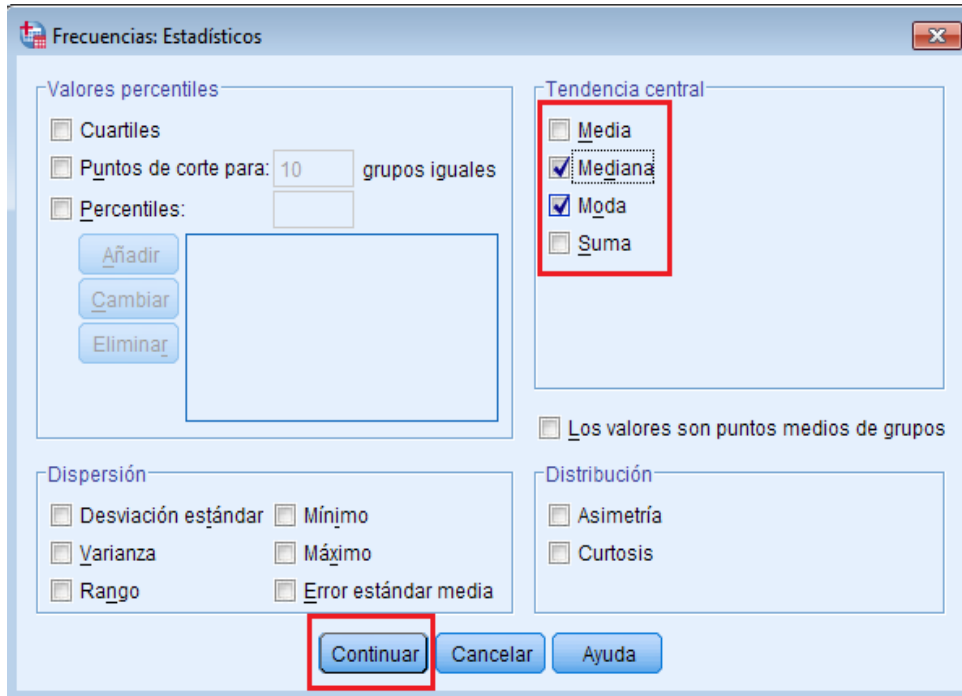 Frecuencias: Estadísticos
Valores percentiles
Cuartiles
Puntos de corte para: 10 grupos iguales
Percentiles:
Añadir
Cambiar
Eliminar
Tendencia central
Media
Mediana
Moda
Suma
Los valores son puntos medios de grupos
Dispersión
Desviación estándar Mínimo
Varianza Máximo
Rango Error estándar media
Distribución
Asimetría
Curtosis
Continuar Cancelar Ayuda